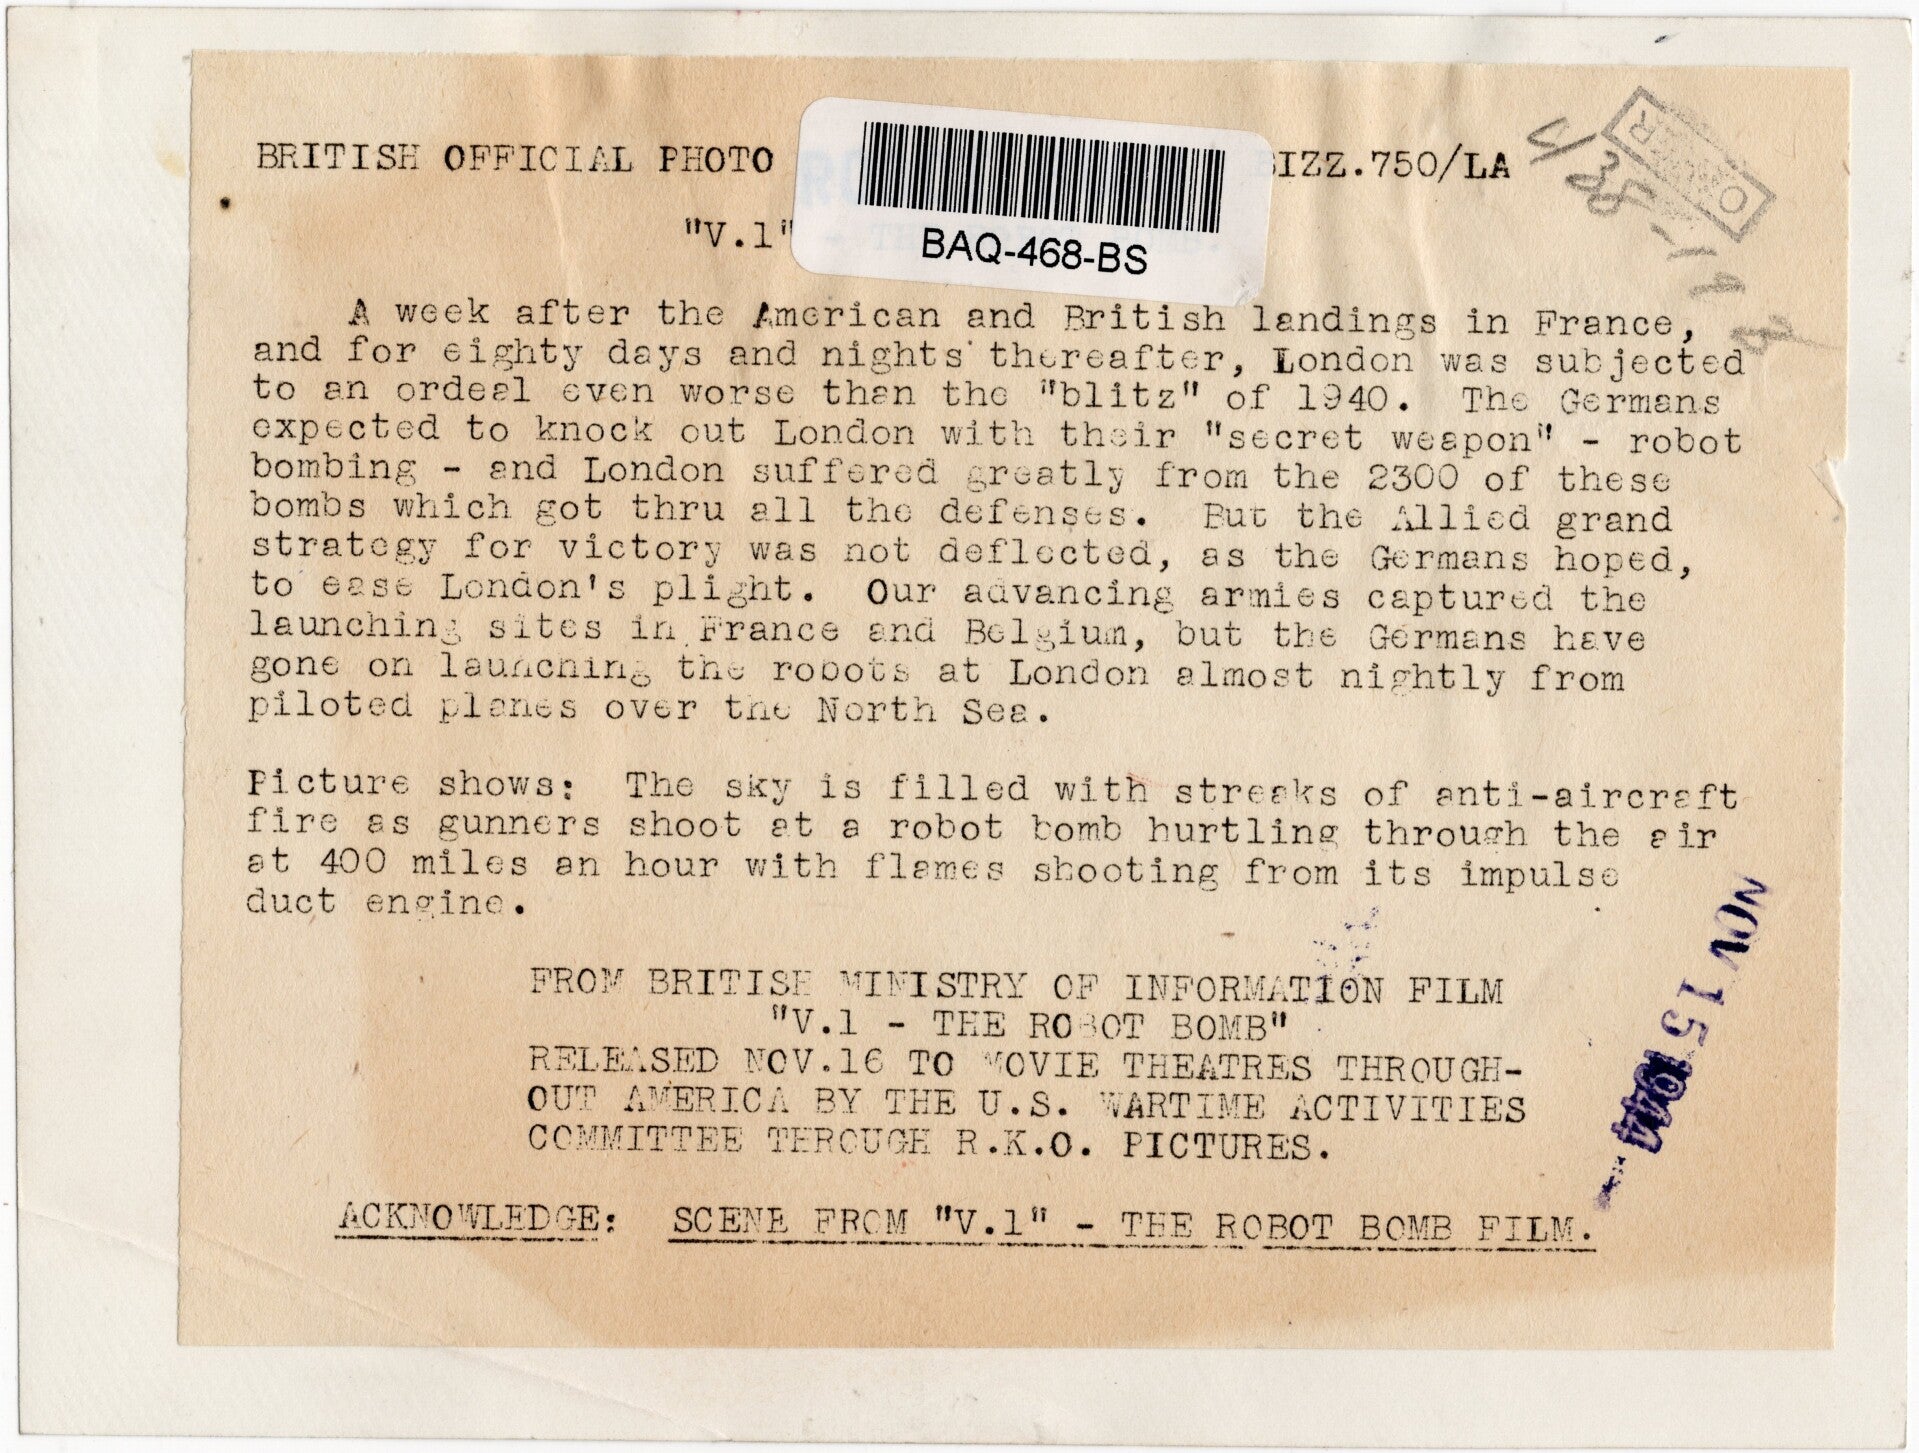 BRITISH OFFICIAL PHOTO BIZZ.750/LA
"V.1"
BAQ-468-BS
A week after the American and British landings in France,
and for eighty days and nights thereafter, London was subjected
to an ordeal even worse than the "blitz" of 1940. The Germans
expected to knock out London with their "secret weapon" - robot
bombing - and London suffered greatly from the 2300 of these
bombs which got thru all the defenses. But the Allied grand
strategy for victory was not deflected, as the Germans hoped,
to ease London's plight. Our advancing armies captured the
launching sites in France and Belgium, but the Germans have
gone on launching the robots at London almost nightly from
piloted planes over the North Sea.
Picture shows: The sky is filled with streaks of anti-aircraft
fire as gunners shoot at a robot bomb hurtling through the air
at 400 miles an hour with flames shooting from its impulse
duct engine.
FROM BRITISH MINISTRY OF INFORMATION FILM
"V.1 - THE ROBOT BOMB"
RELEASED NOV.16 TO MOVIE THEATRES THROUGH-
OUT AMERICA BY THE U.S. WARTIME ACTIVITIES
COMMITTEE THROUGH R.K.O. PICTURES.
ACKNOWLEDGE: SCENE FROM "V.1" - THE ROBOT BOMB FILM.
NOV 15 1944